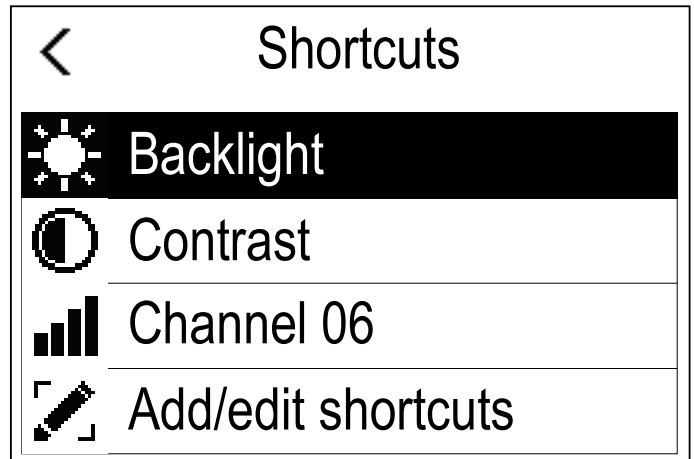 Shortcuts
Backlight
Contrast
Channel 06
Add/edit shortcuts